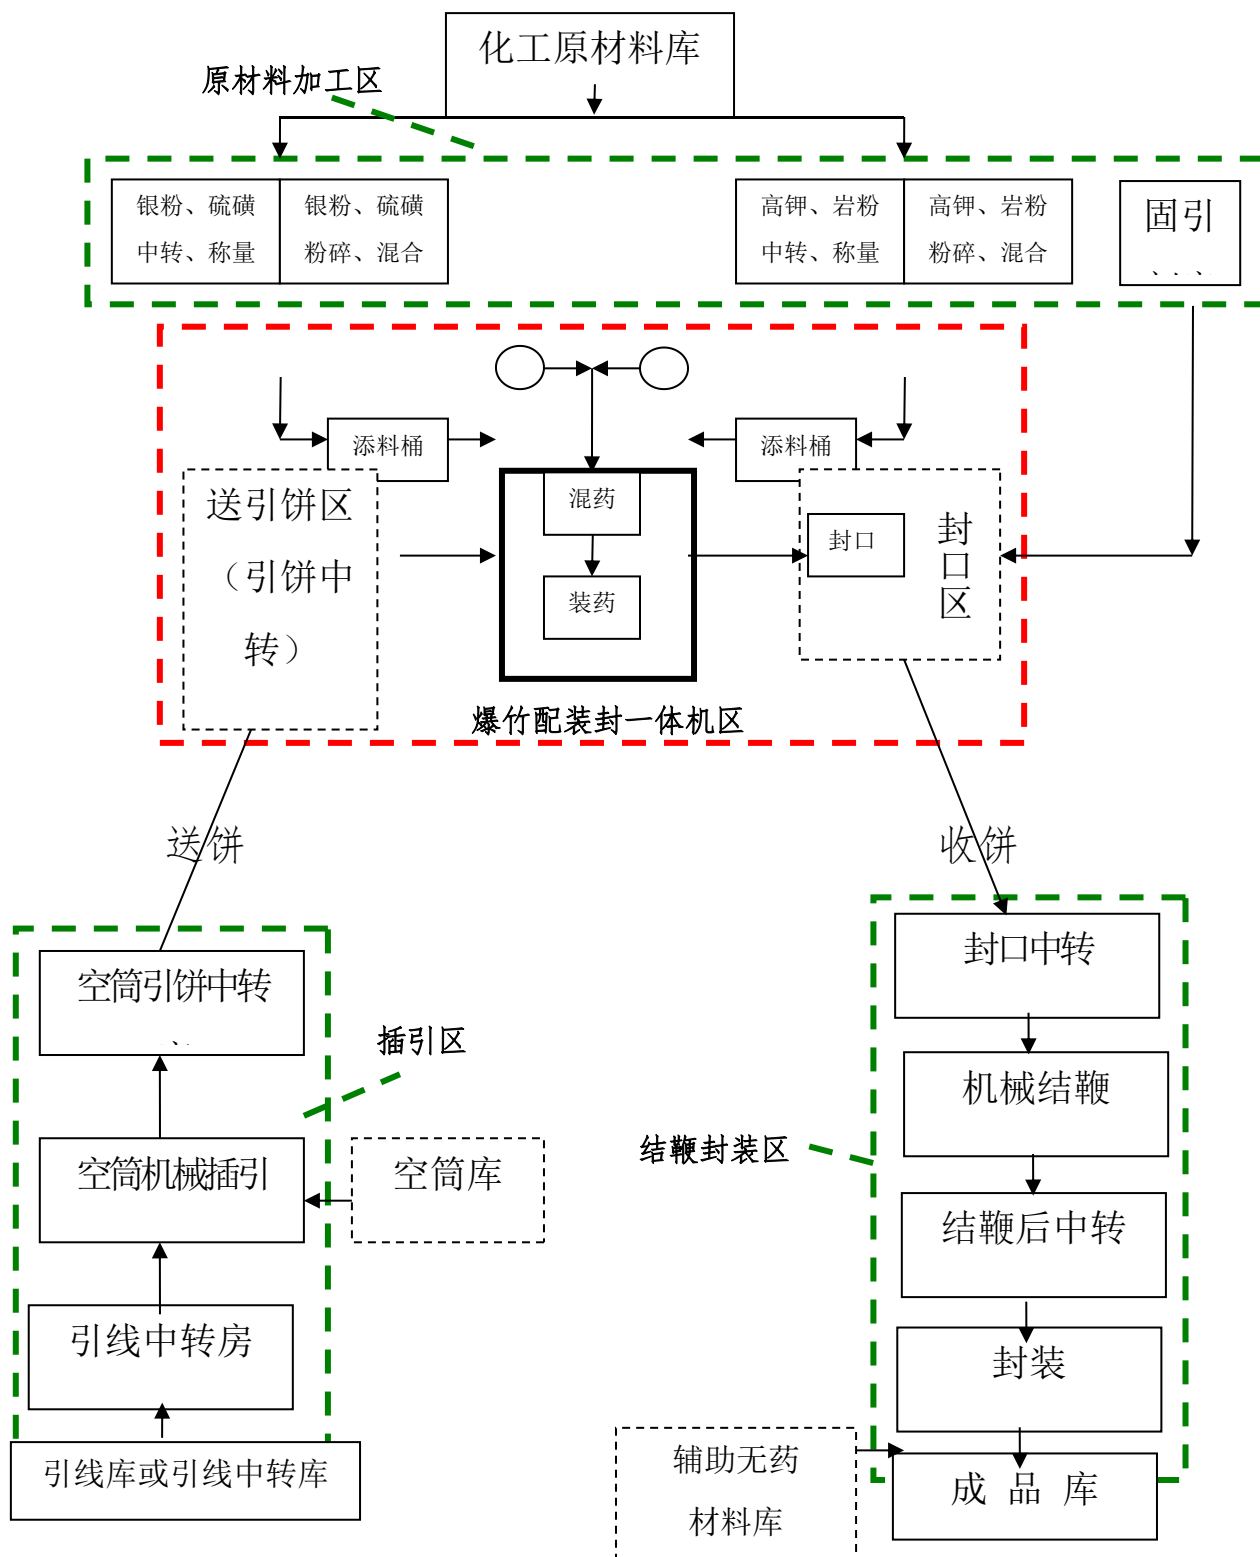 化工原材料库
原材料加工区
银粉、硫磺
中转、称量
银粉、硫磺
粉碎、混合
高钾、岩粉
中转、称量
高钾、岩粉
粉碎、混合
固引
添料桶
添料桶
送引饼区
（引饼中
转）
混药
装药
封口
封
口
区
爆竹配装封一体机区
送饼
收饼
空筒引饼中转
插引区
空筒机械插引
空筒库
引线中转房
引线库或引线中转库
封口中转
机械结鞭
结鞭封装区
结鞭后中转
封装
辅助无药
材料库
成 品 库